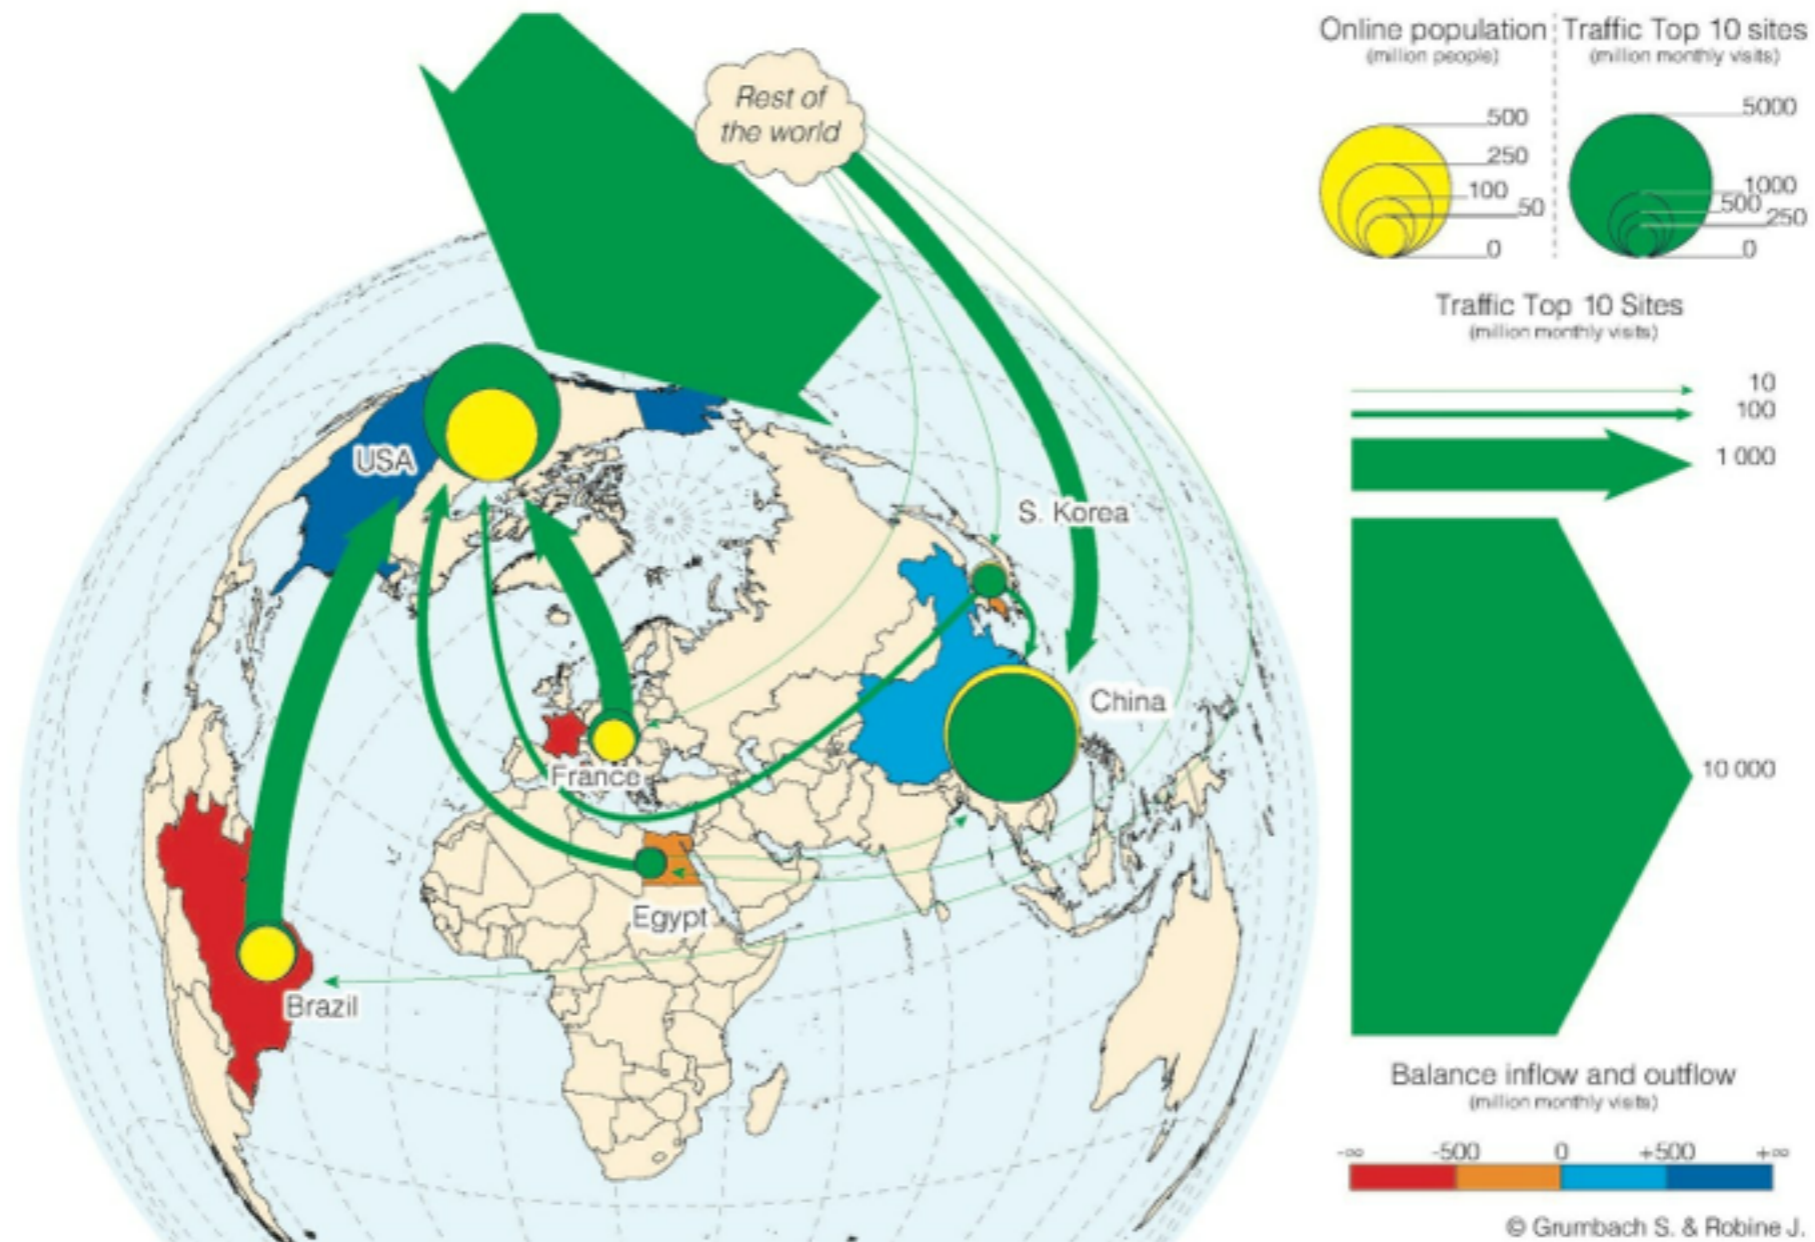 Online population
(million people)
Traffic Top 10 sites
(million monthly visits)
500
250
100
50
0
5000
1000
500
250
0
Traffic Top 10 Sites
(million monthly visits)
10
100
1 000
10 000
Balance inflow and outflow
(million monthly visits)
-∞ -500 0 +500 +∞
© Grumbach S. & Robine J.
Rest of
the world
USA
S. Korea
China
France
Egypt
Brazil